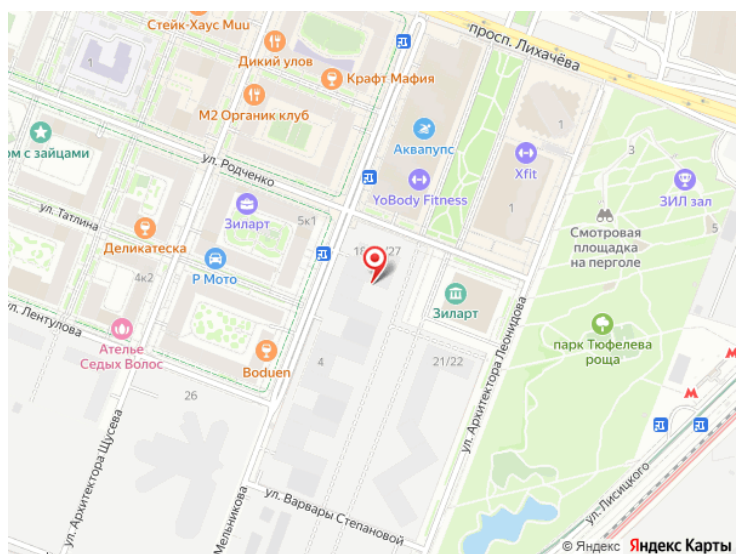 Стейк-Хаус Muu
просп. Лихачёва
Дикий улов
1
Крафт Мафия
М2 Органик клуб
1
3
Аквапупс
ом с зайцами
ул. Родченко
Xfit
ЗИЛ зал
YoBody Fitness
ул. Татлина
Зиларт
1
5к1
5
Смотровая
площадка
на перголе
Деликатеска
4к2
Р Мото
Зиларт
ул. Лентулова
парк Тюфелева
роща
Ателье
Седых Волос
Boduen
4
21/22
26
ул. Архитектора Леонидова
ул. Архитектора Щусева
Мельникова
ул. Варвары Степановой
ул. Лисицкого
© Яндекс Яндекс Карты